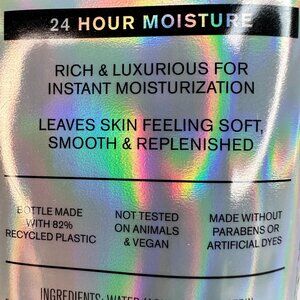 24 HOUR MOISTURE
RICH & LUXURIOUS FOR
INSTANT MOISTURIZATION
LEAVES SKIN FEELING SOFT,
SMOOTH & REPLENISHED
BOTTLE MADE
WITH 82%
RECYCLED PLASTIC
NOT TESTED
ON ANIMALS
& VEGAN
MADE WITHOUT
PARABENS OR
ARTIFICIAL DYES
INGREDIENTS: WATER